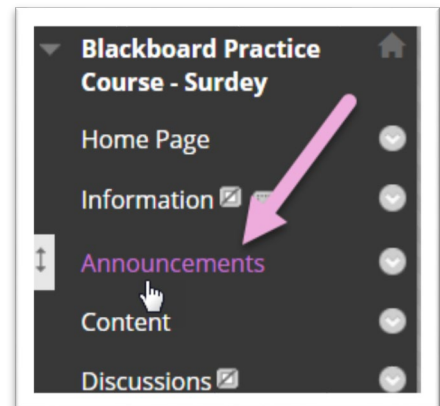 Blackboard Practice
Course - Surdey
Home Page
Information
Announcements
Content
Discussions